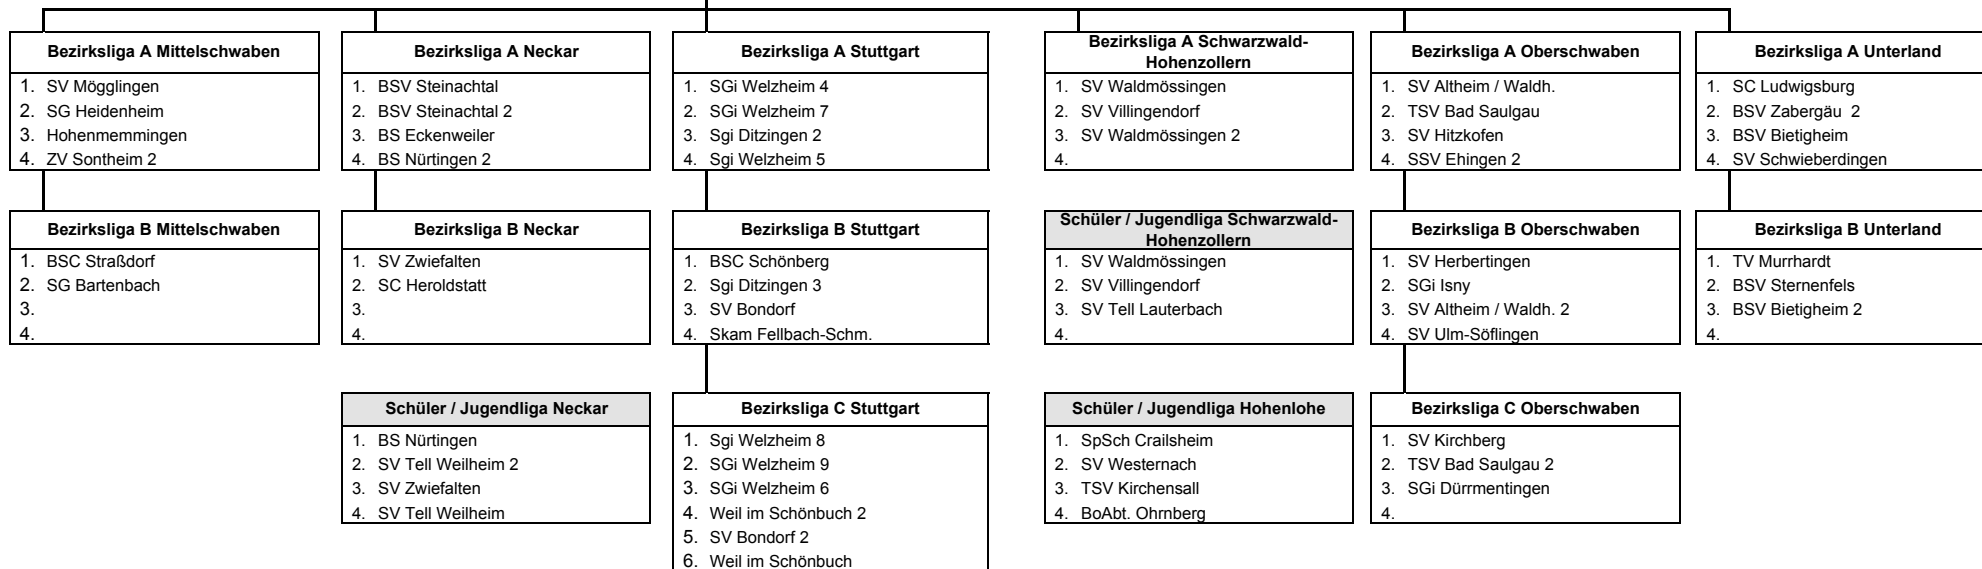 Bezirksliga A Mittelschwaben
1. SV Mögglingen
2. SG Heidenheim
3. Hohenmemmingen
4. ZV Sontheim 2
Bezirksliga A Neckar
1. BSV Steinachtal
2. BSV Steinachtal 2
3. BS Eckenweiler
4. BS Nürtingen 2
Bezirksliga A Stuttgart
1. SGi Welzheim 4
2. SGi Welzheim 7
3. Sgi Ditzingen 2
4. Sgi Welzheim 5
Bezirksliga A Schwarzwald-
Hohenzollern
1. SV Waldmössingen
2. SV Villingendorf
3. SV Waldmössingen 2
4.
Bezirksliga A Oberschwaben
1. SV Altheim / Waldh.
2. TSV Bad Saulgau
3. SV Hitzkofen
4. SSV Ehingen 2
Bezirksliga A Unterland
1. SC Ludwigsburg
2. BSV Zabergäu 2
3. BSV Bietigheim
4. SV Schwieberdingen
Bezirksliga B Mittelschwaben
1. BSC Straßdorf
2. SG Bartenbach
3.
4.
Bezirksliga B Neckar
1. SV Zwiefalten
2. SC Heroldstatt
3.
4.
Bezirksliga B Stuttgart
1. BSC Schönberg
2. Sgi Ditzingen 3
3. SV Bondorf
4. Skam Fellbach-Schm.
Schüler / Jugendliga Schwarzwald-
Hohenzollern
1. SV Waldmössingen
2. SV Villingendorf
3. SV Tell Lauterbach
4.
Bezirksliga B Oberschwaben
1. SV Herbertingen
2. SGi Isny
3. SV Altheim / Waldh. 2
4. SV Ulm-Söflingen
Bezirksliga B Unterland
1. TV Murrhardt
2. BSV Sternenfels
3. BSV Bietigheim 2
4.
Schüler / Jugendliga Neckar
1. BS Nürtingen
2. SV Tell Weilheim 2
3. SV Zwiefalten
4. SV Tell Weilheim
Bezirksliga C Stuttgart
1. Sgi Welzheim 8
2. SGi Welzheim 9
3. SGi Welzheim 6
4. Weil im Schönbuch 2
5. SV Bondorf 2
6. Weil im Schönbuch
Schüler / Jugendliga Hohenlohe
1. SpSch Crailsheim
2. SV Westernach
3. TSV Kirchensall
4. BoAbt. Ohrnberg
Bezirksliga C Oberschwaben
1. SV Kirchberg
2. TSV Bad Saulgau 2
3. SGi Dürrmentingen
4.